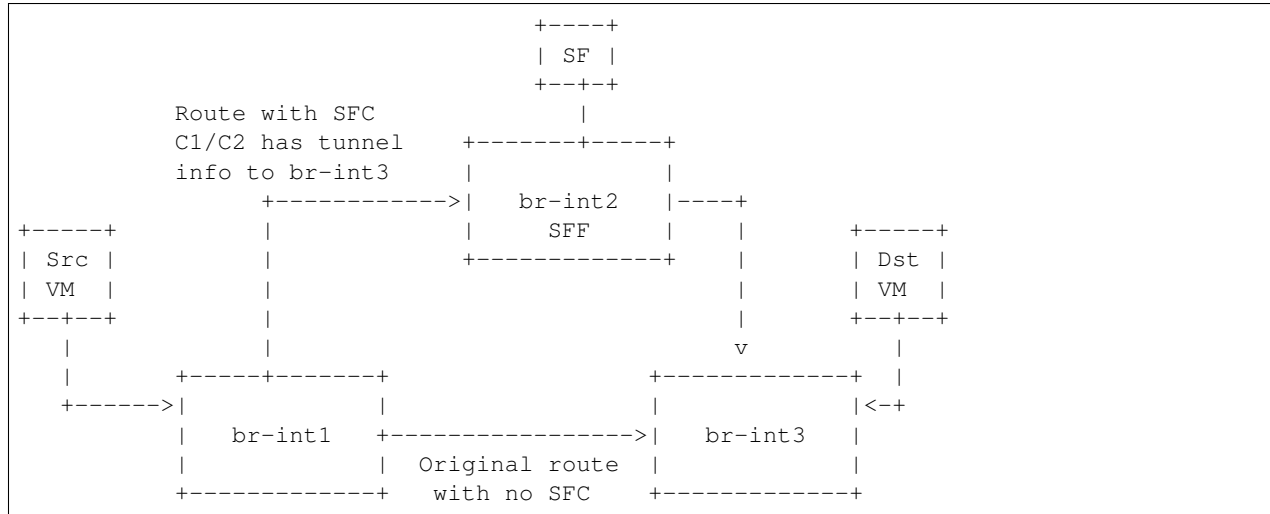 SF
Route with SFC
C1/C2 has tunnel
info to br-int3
br-int2
SFF
Src
VM
Dst
VM
br-int1
br-int3
Original route
with no SFC